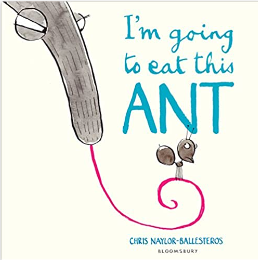 I'm going
to eat this
ANT
CHRIS NAYLOR-BALLESTEROS
BLOOMSBURY